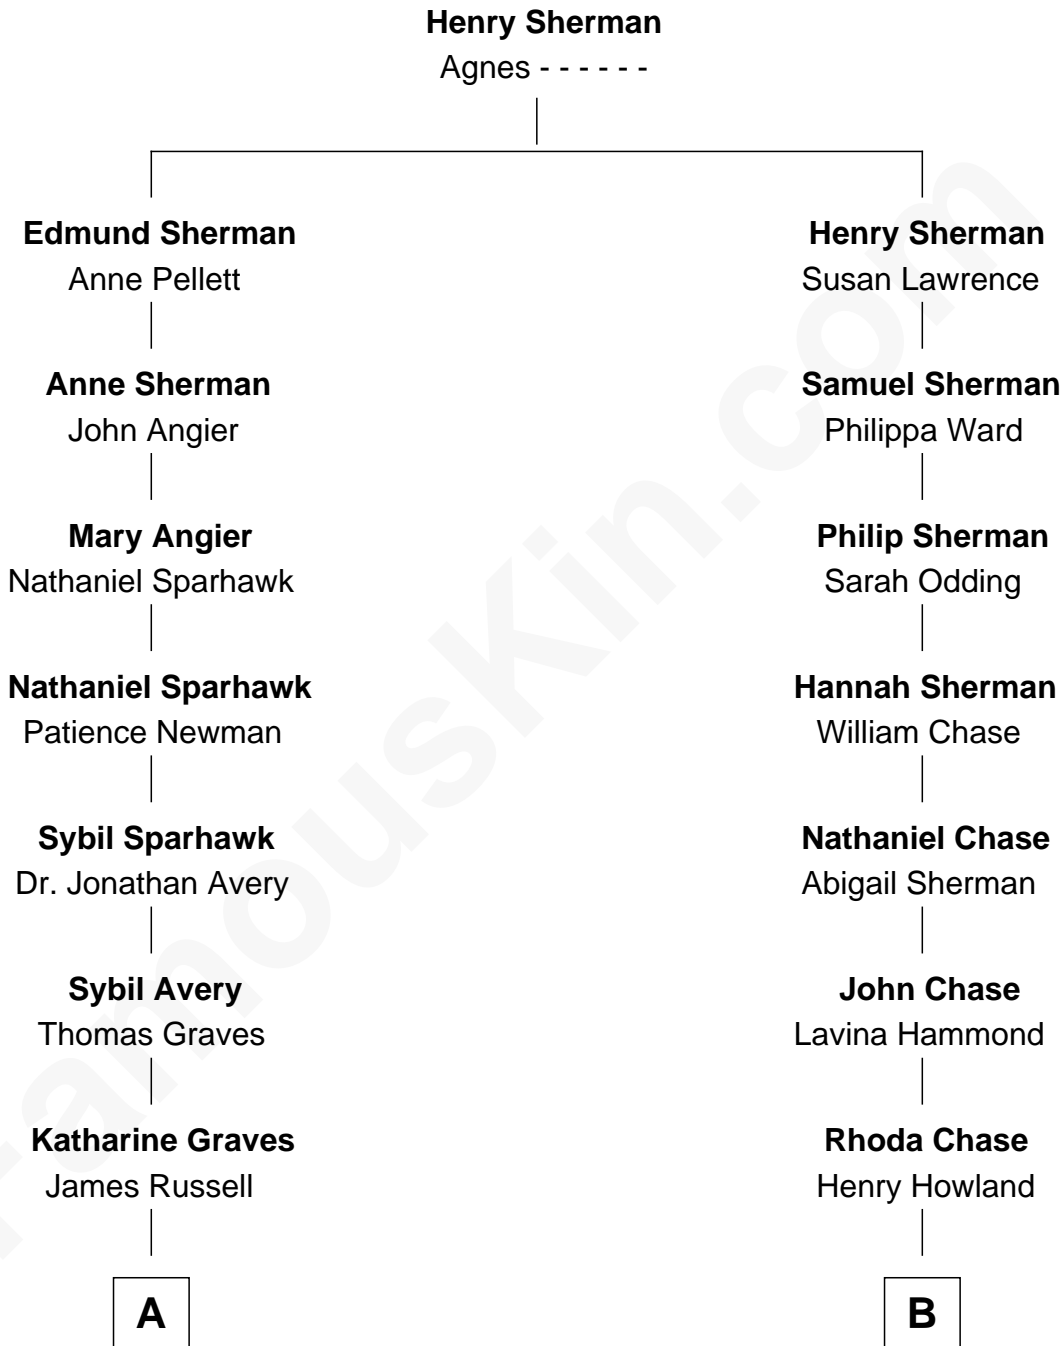 Henry Sherman
Agnes - - - - - -
Edmund Sherman
Anne Pellett
Henry Sherman
Susan Lawrence
Anne Sherman
John Angier
Samuel Sherman
Philippa Ward
Mary Angier
Nathaniel Sparhawk
Philip Sherman
Sarah Odding
Nathaniel Sparhawk
Patience Newman
Hannah Sherman
William Chase
Sybil Sparhawk
Dr. Jonathan Avery
Nathaniel Chase
Abigail Sherman
Sybil Avery
Thomas Graves
John Chase
Lavina Hammond
Katharine Graves
James Russell
Rhoda Chase
Henry Howland
A
B
FamousKin.com